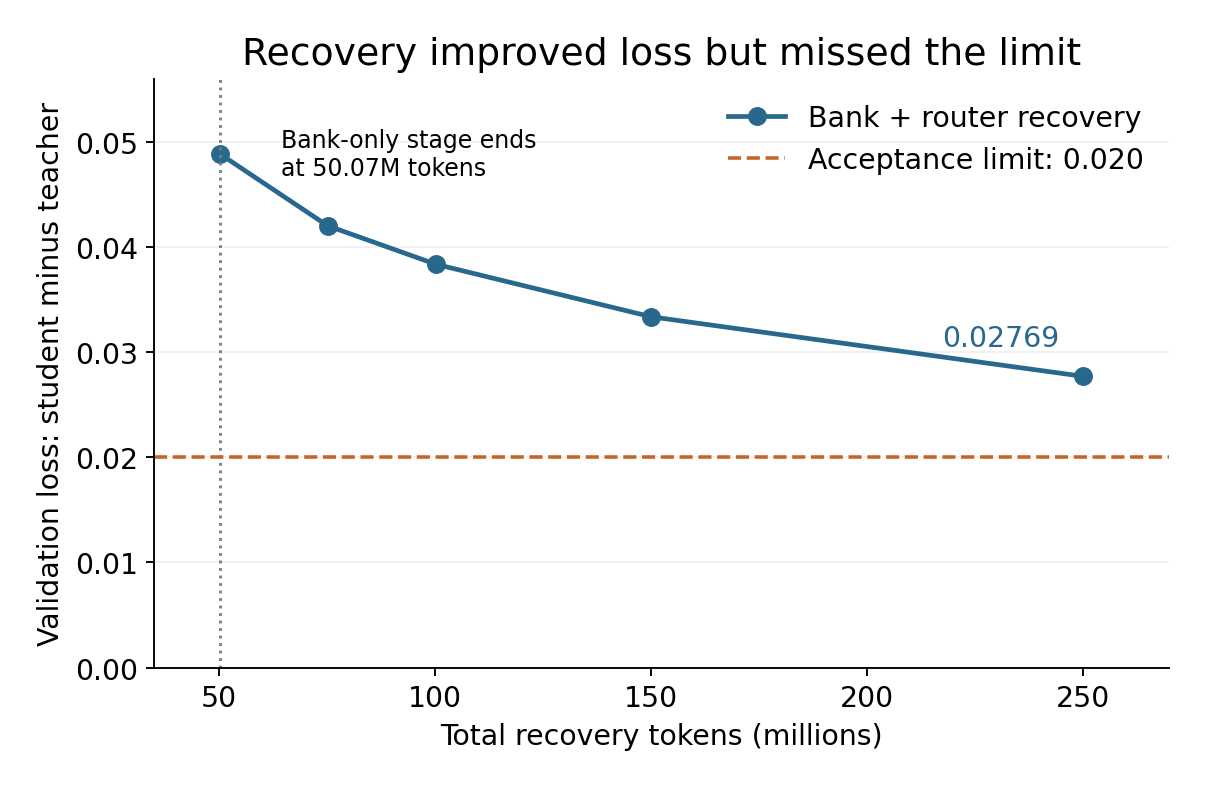 Recovery improved loss but missed the limit
Validation loss: student minus teacher
0.05
0.04
0.03
0.02
0.01
0.00
Bank-only stage ends
at 50.07M tokens
Bank + router recovery
Acceptance limit: 0.020
0.02769
50
100
150
200
250
Total recovery tokens (millions)